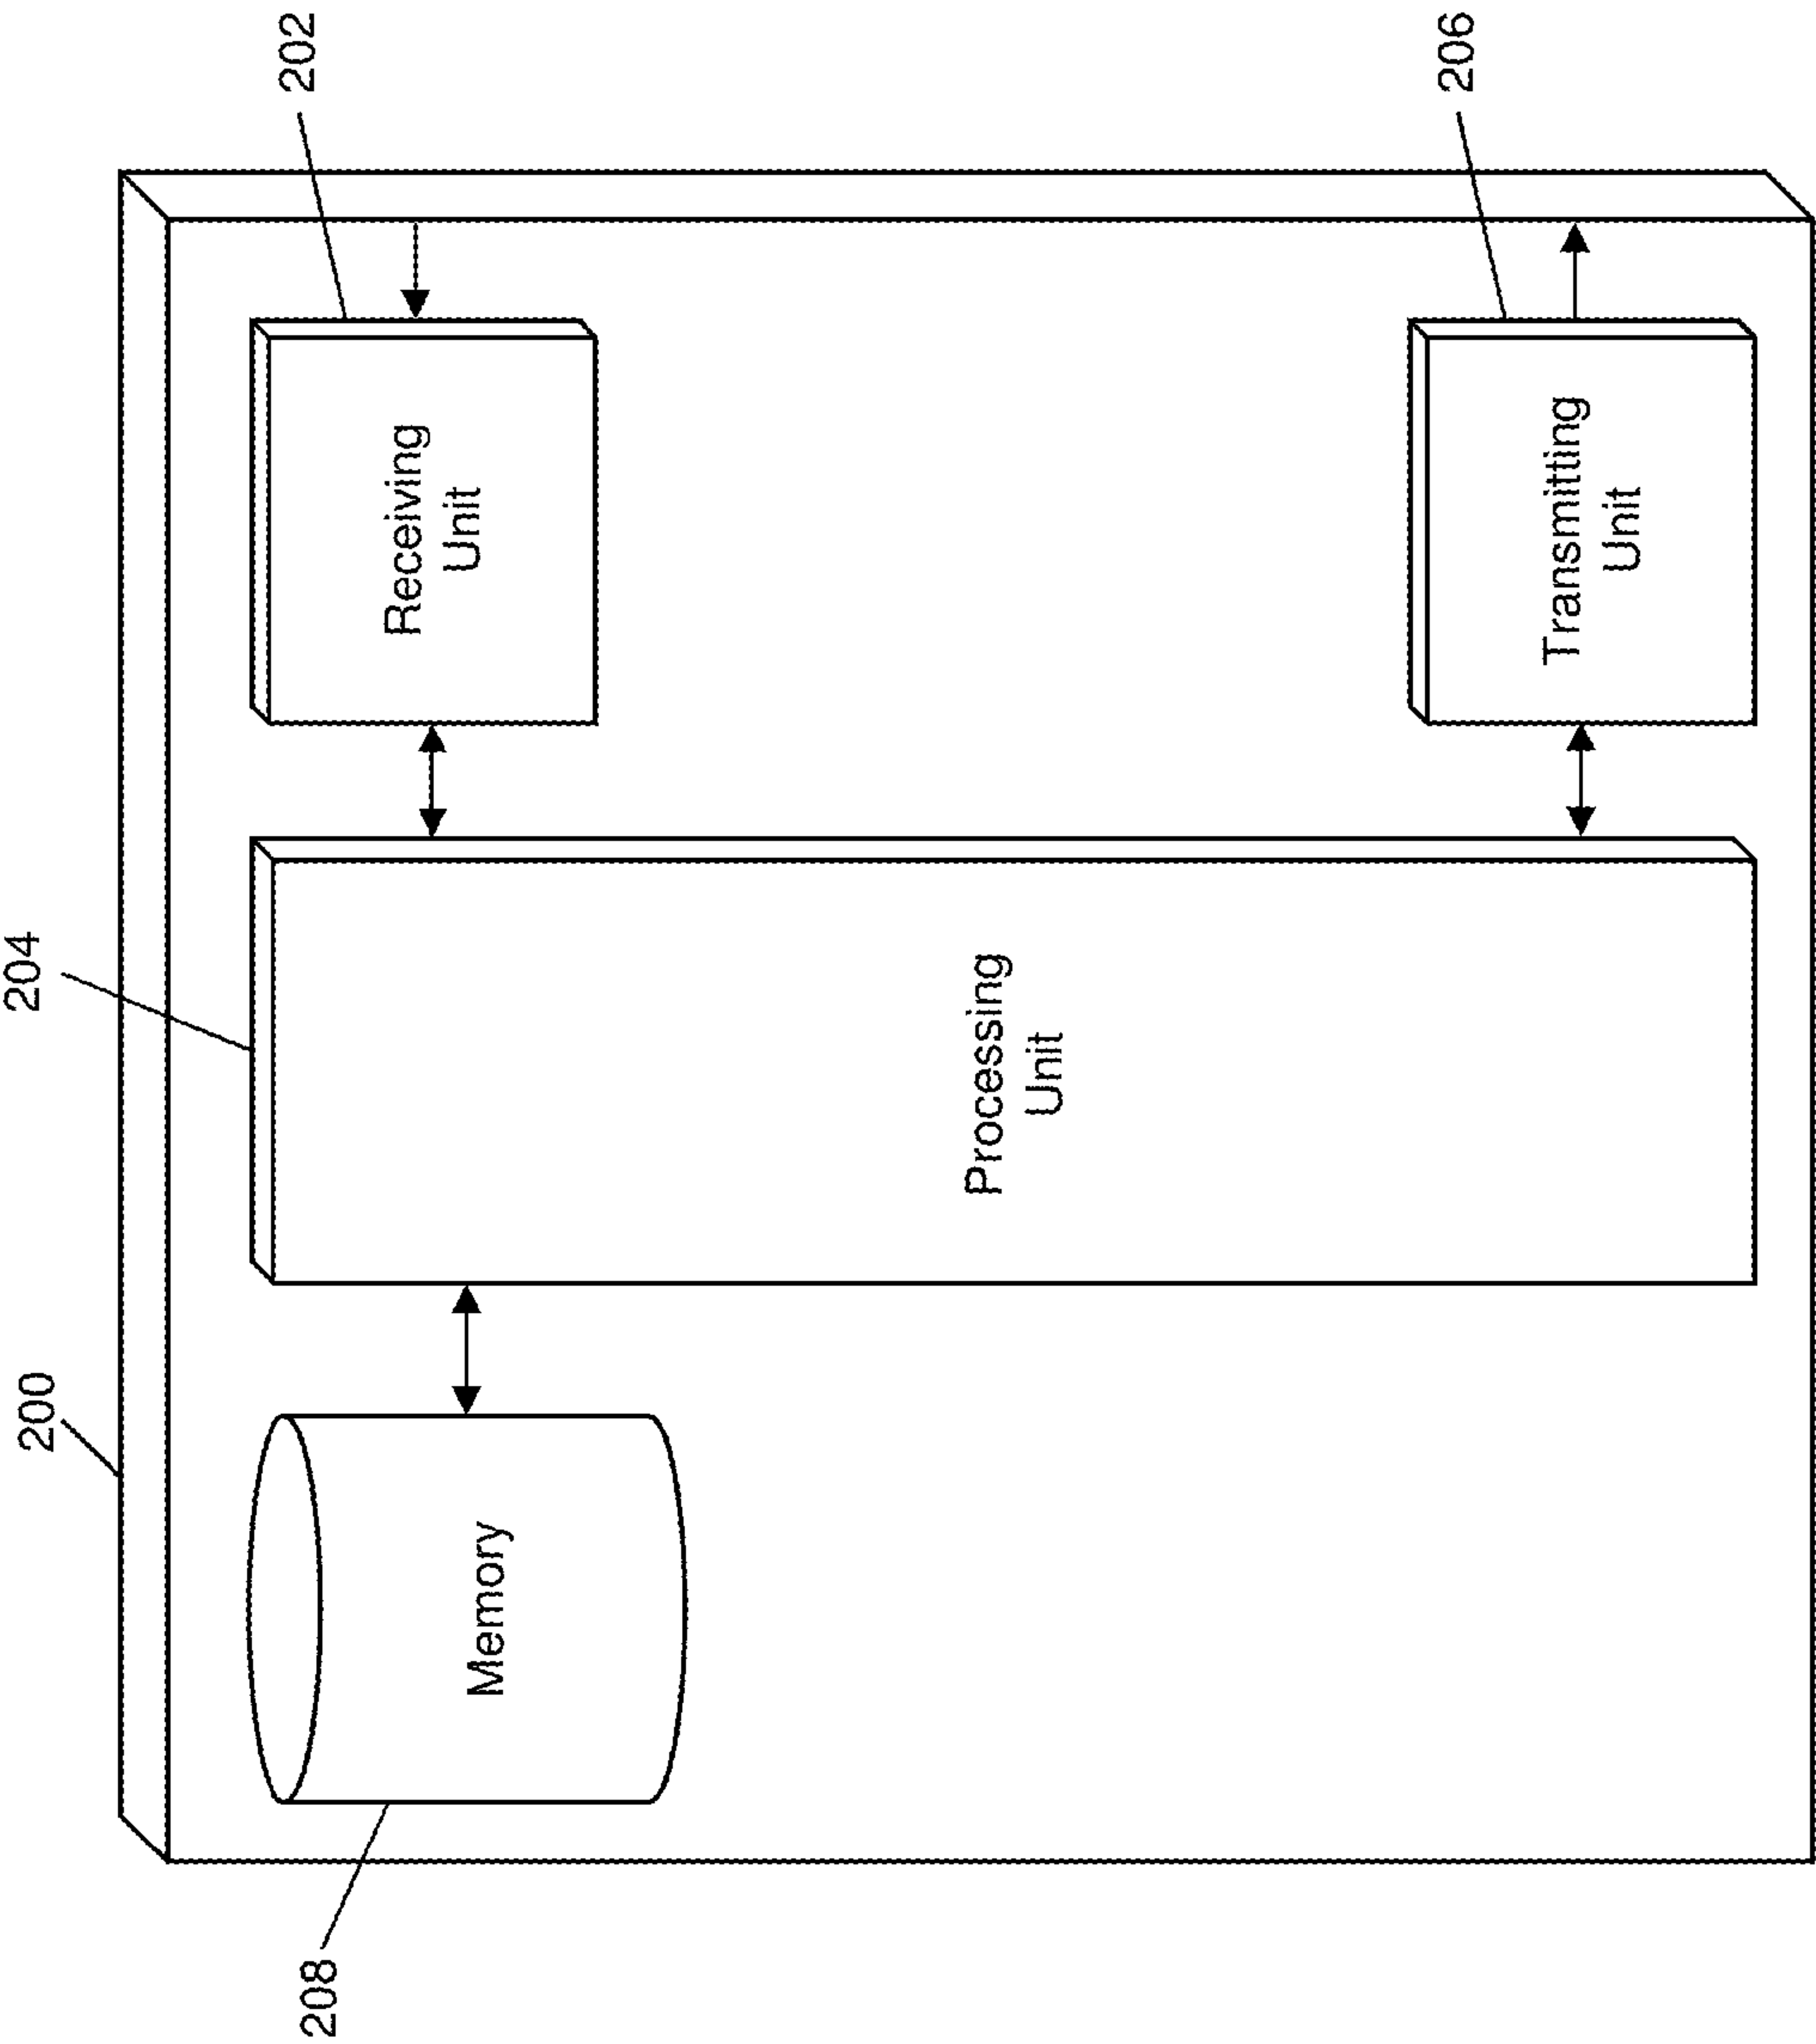 200
204
202
208
206
Memory
Processing
Unit
Receiving
Unit
Transmitting
Unit